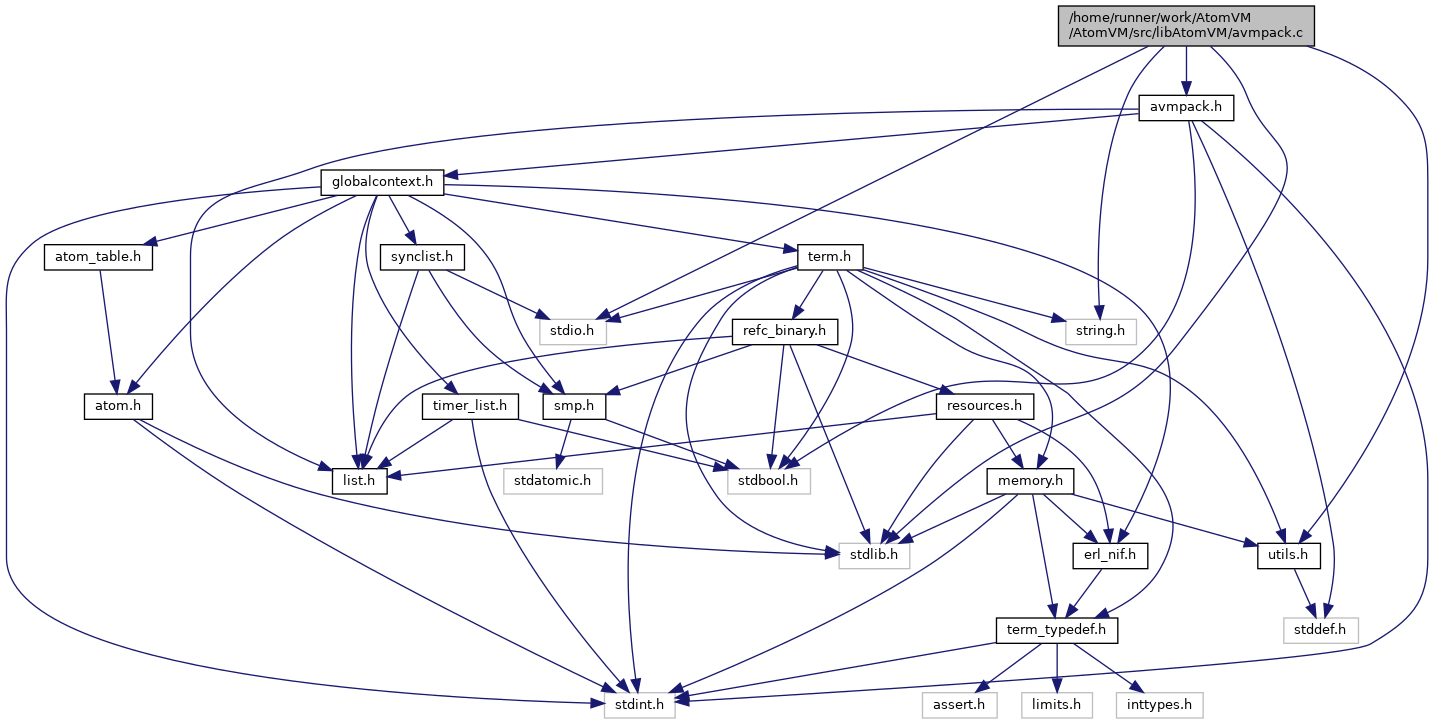 /home/runner/work/AtomVM
/AtomVM/src/libAtomVM/avmpack.c
avmpack.h
globalcontext.h
atom_table.h
synclist.h
term.h
stdio.h
refc_binary.h
string.h
atom.h
timer_list.h
smp.h
resources.h
list.h
stdatomic.h
stdbool.h
memory.h
stdlib.h
erl_nif.h
utils.h
term_typedef.h
stddef.h
stdint.h
assert.h
limits.h
inttypes.h